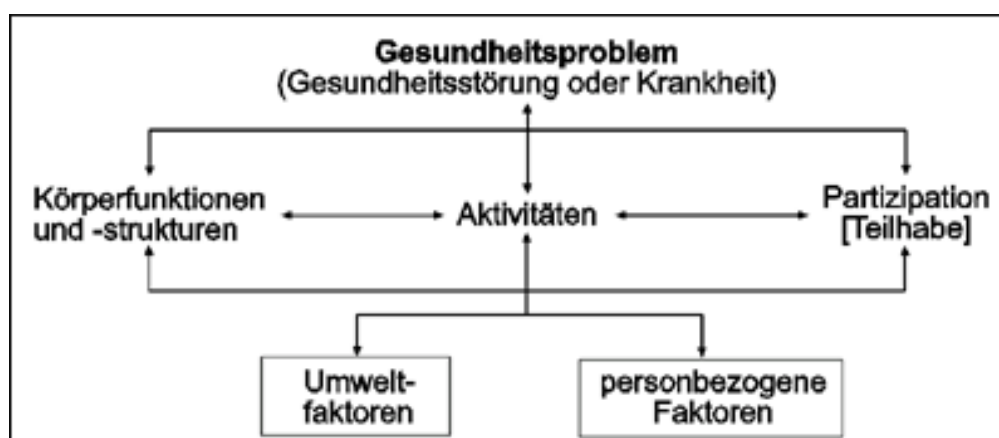 Gesundheitsproblem
(Gesundheitsstörung oder Krankheit)
Körperfunktionen
und -strukturen
Aktivitäten
Partizipation
[Teilhabe]
Umwelt-
faktoren
personbezogene
Faktoren